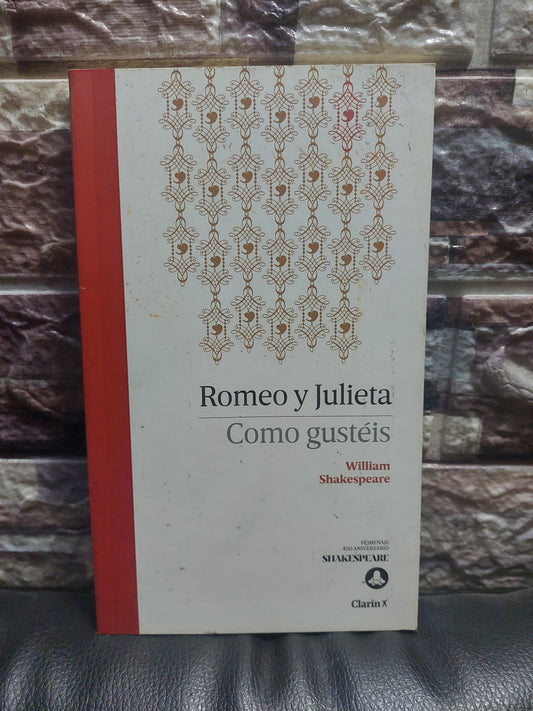 Romeo y Julieta
Como gustéis
William
Shakespeare
HOMENAJE
400 ANIVERSARIO
SHAKESPEARE
Clarín X